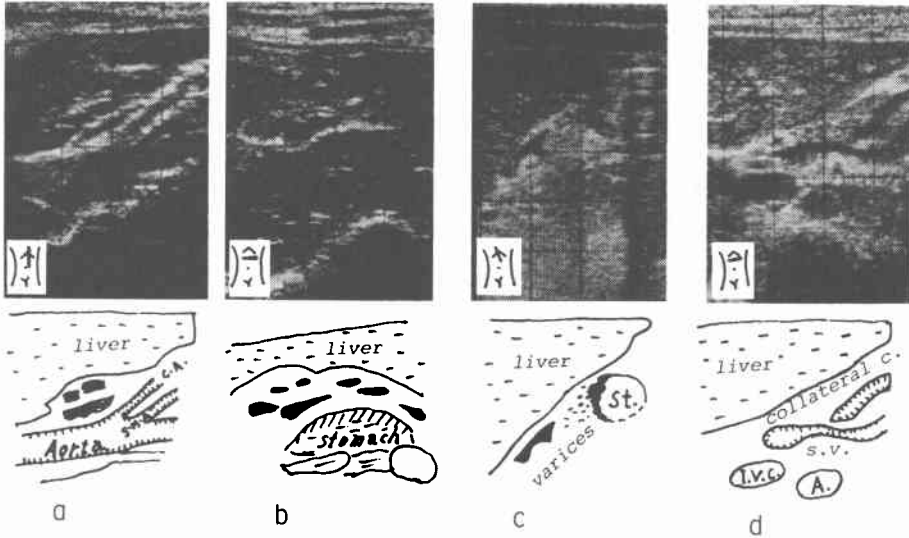 liver
C.A.
S.M.A.
Aorta
a
liver
stomach
b
liver
St.
varices
c
liver
collateral c.
s.v.
I.V.C.
A.
d